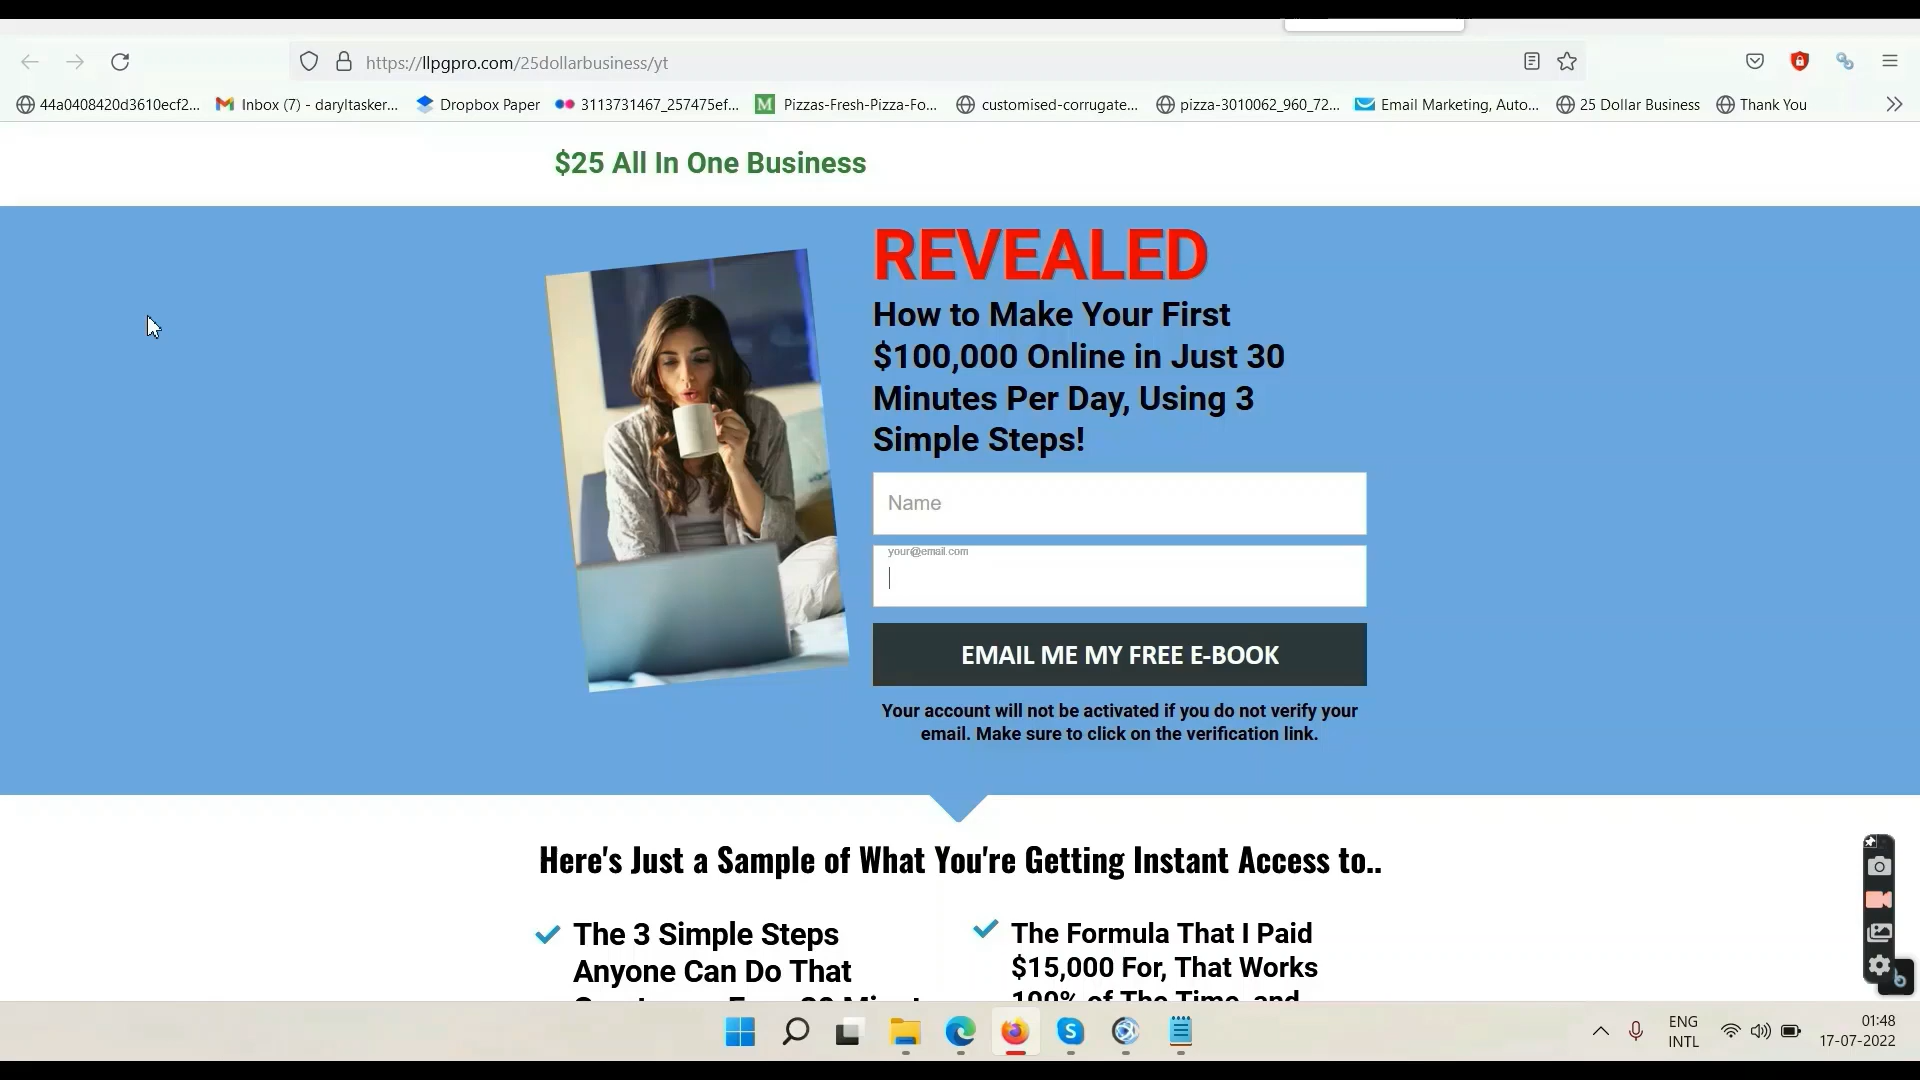 https://llpgpro.com/25dollarbusiness/yt
44a0408420d3610ecf2...
Inbox (7) - daryltasker...
Dropbox Paper
3113731467_257475ef...
M
Pizzas-Fresh-Pizza-Fo...
customised-corrugate...
pizza-3010062_960_72...
Email Marketing, Auto...
25 Dollar Business
Thank You
$25 All In One Business
REVEALED
How to Make Your First
$100,000 Online in Just 30
Minutes Per Day, Using 3
Simple Steps!
Name
your@email.com
EMAIL ME MY FREE E-BOOK
Your account will not be activated if you do not verify your
email. Make sure to click on the verification link.
Here's Just a Sample of What You're Getting Instant Access to..
The 3 Simple Steps
Anyone Can Do That
The Formula That I Paid
$15,000 For, That Works
100% of The Time, and
ENG
INTL
01:48
17-07-2022